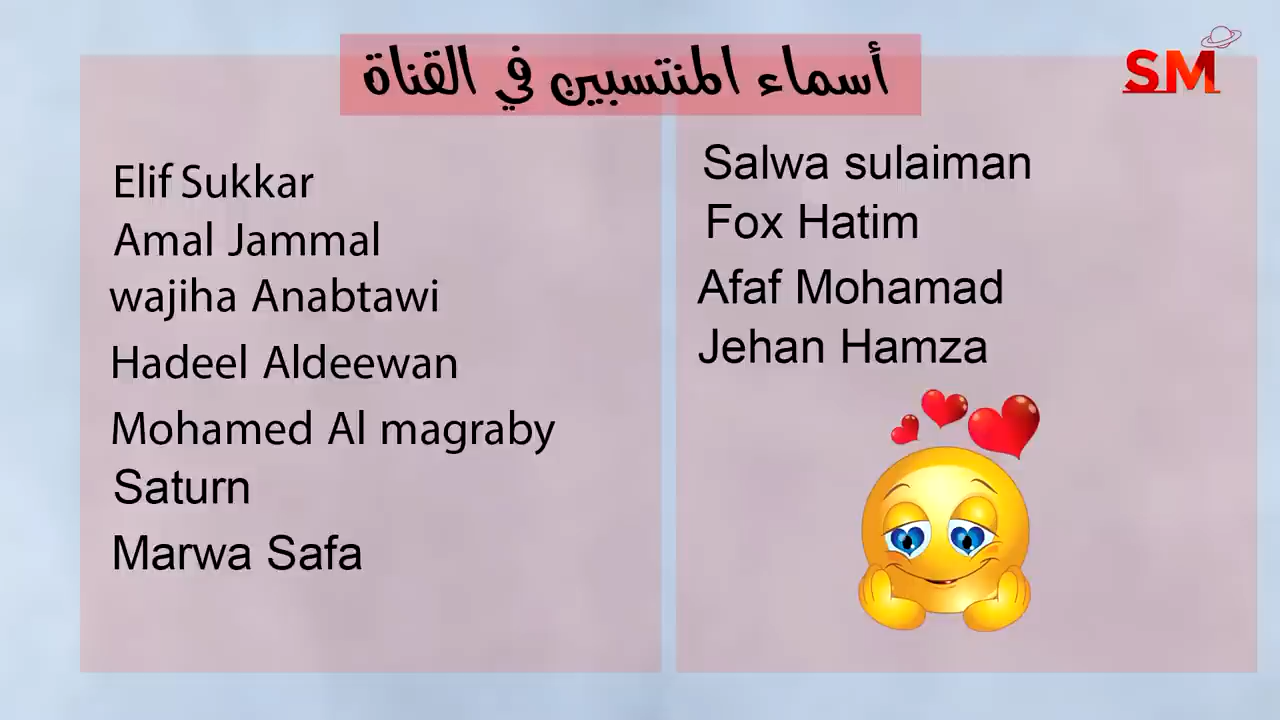 أسماء المنتسبين في القناة
SM
Elif Sukkar
Amal Jammal
wajiha Anabtawi
Hadeel Aldeewan
Mohamed Al magraby
Saturn
Marwa Safa
Salwa sulaiman
Fox Hatim
Afaf Mohamad
Jehan Hamza